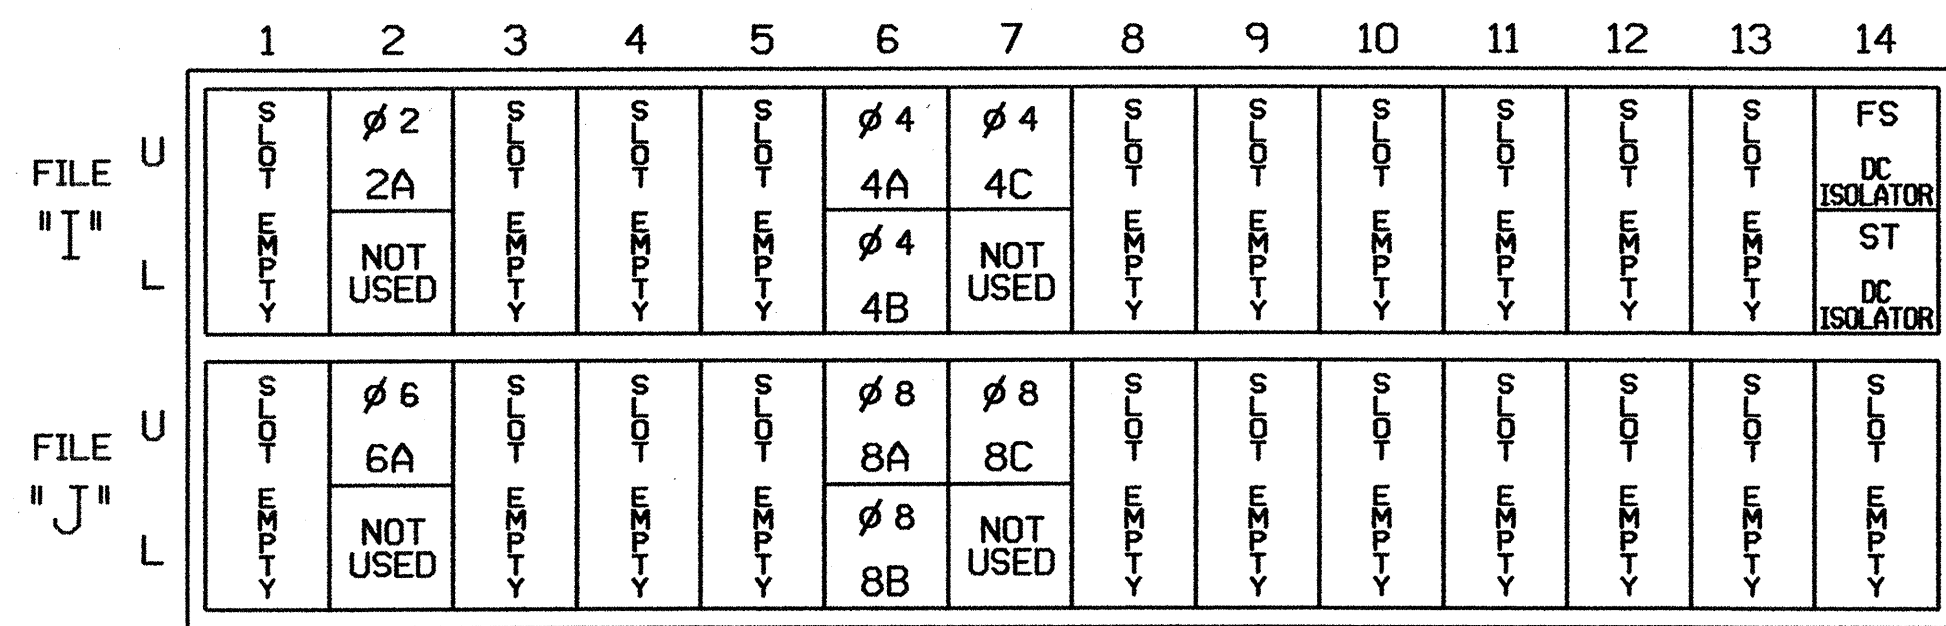 1 2 3 4 5 6 7 8 9 10 11 12 13 14
FILE "I"
U
L
SLOT EMPTY
Ø 2
2A
NOT USED
SLOT EMPTY
SLOT EMPTY
SLOT EMPTY
Ø 4
4A
Ø 4
4B
Ø 4
4C
NOT USED
SLOT EMPTY
SLOT EMPTY
SLOT EMPTY
SLOT EMPTY
SLOT EMPTY
SLOT EMPTY
FS
DC ISOLATOR
ST
DC ISOLATOR
FILE "J"
U
L
SLOT EMPTY
Ø 6
6A
NOT USED
SLOT EMPTY
SLOT EMPTY
SLOT EMPTY
Ø 8
8A
Ø 8
8B
Ø 8
8C
NOT USED
SLOT EMPTY
SLOT EMPTY
SLOT EMPTY
SLOT EMPTY
SLOT EMPTY
SLOT EMPTY
SLOT EMPTY